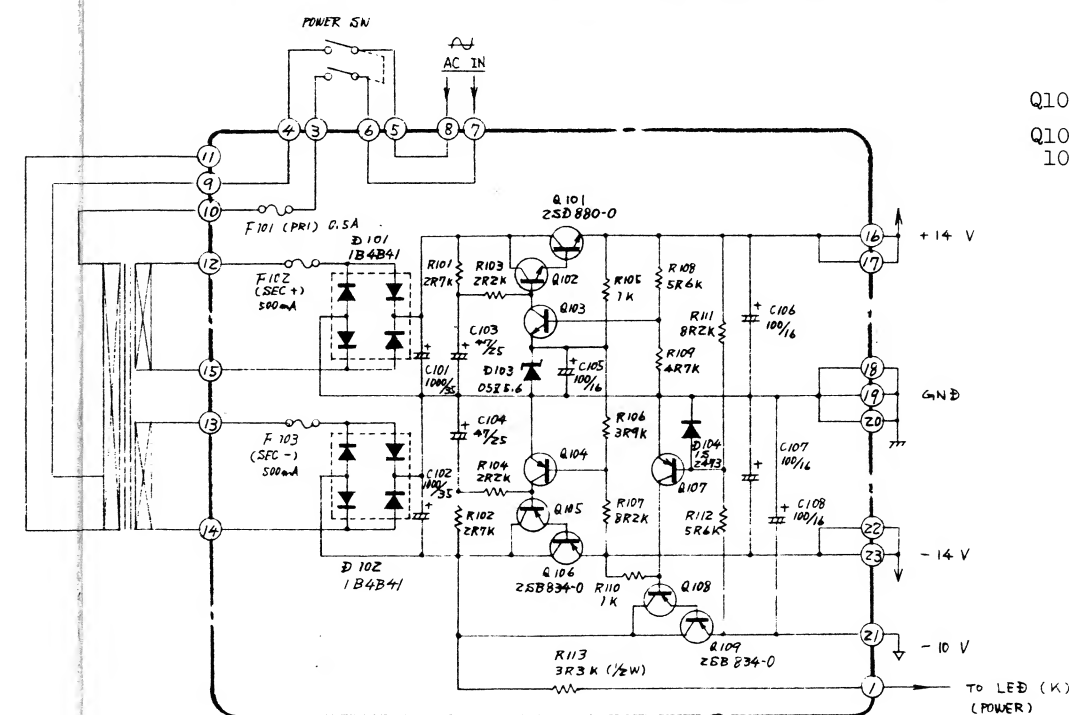 POWER SW
AC IN
Q10
Q10
10
4
3
6
5
8
7
11
9
10
F101 (PRI) 0.5A
Q101
2SD880-O
16
+14 V
17
12
F102
(SEC+)
500mA
D101
1B4B41
R101
2R7K
R103
2R2K
Q102
R105
1K
R108
5R6K
Q103
R111
8R2K
C106
100/16
C103
47/25
R109
4R7K
15
C101
1000/35
D103
05Z5.6
C105
100/16
18
19
GND
20
13
F103
(SEC-)
500mA
C104
47/25
R106
3R9K
D104
1S
2473
C107
100/16
Q104
Q107
C102
1000/35
R104
2R2K
R107
8R2K
R112
5R6K
C108
100/16
14
R102
2R7K
Q105
22
23
-14 V
D102
1B4B41
Q106
2SB834-O
R110
1K
Q108
21
-10 V
Q109
2SB834-O
R113
3R3K (1/2W)
1
TO LED (K)
(POWER)